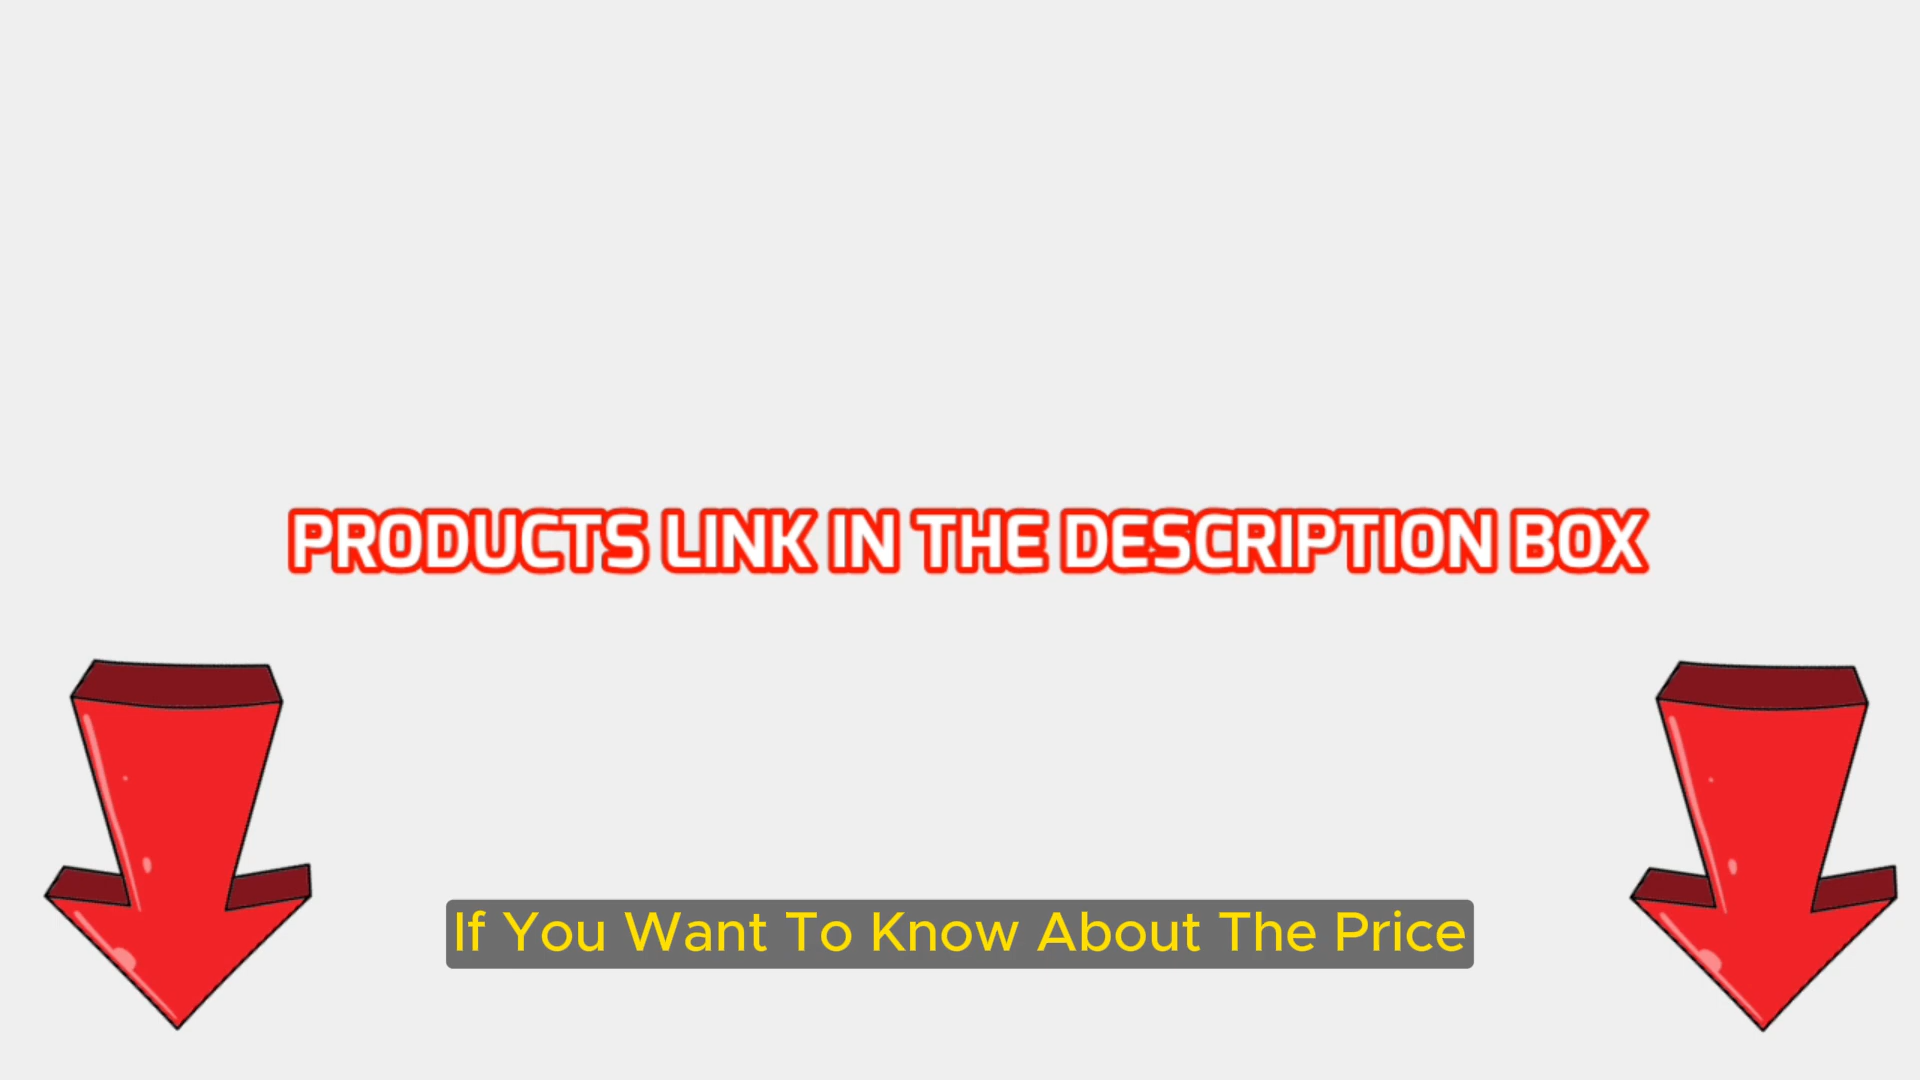 PRODUCTS LINK IN THE DESCRIPTION BOX
If You Want To Know About The Price